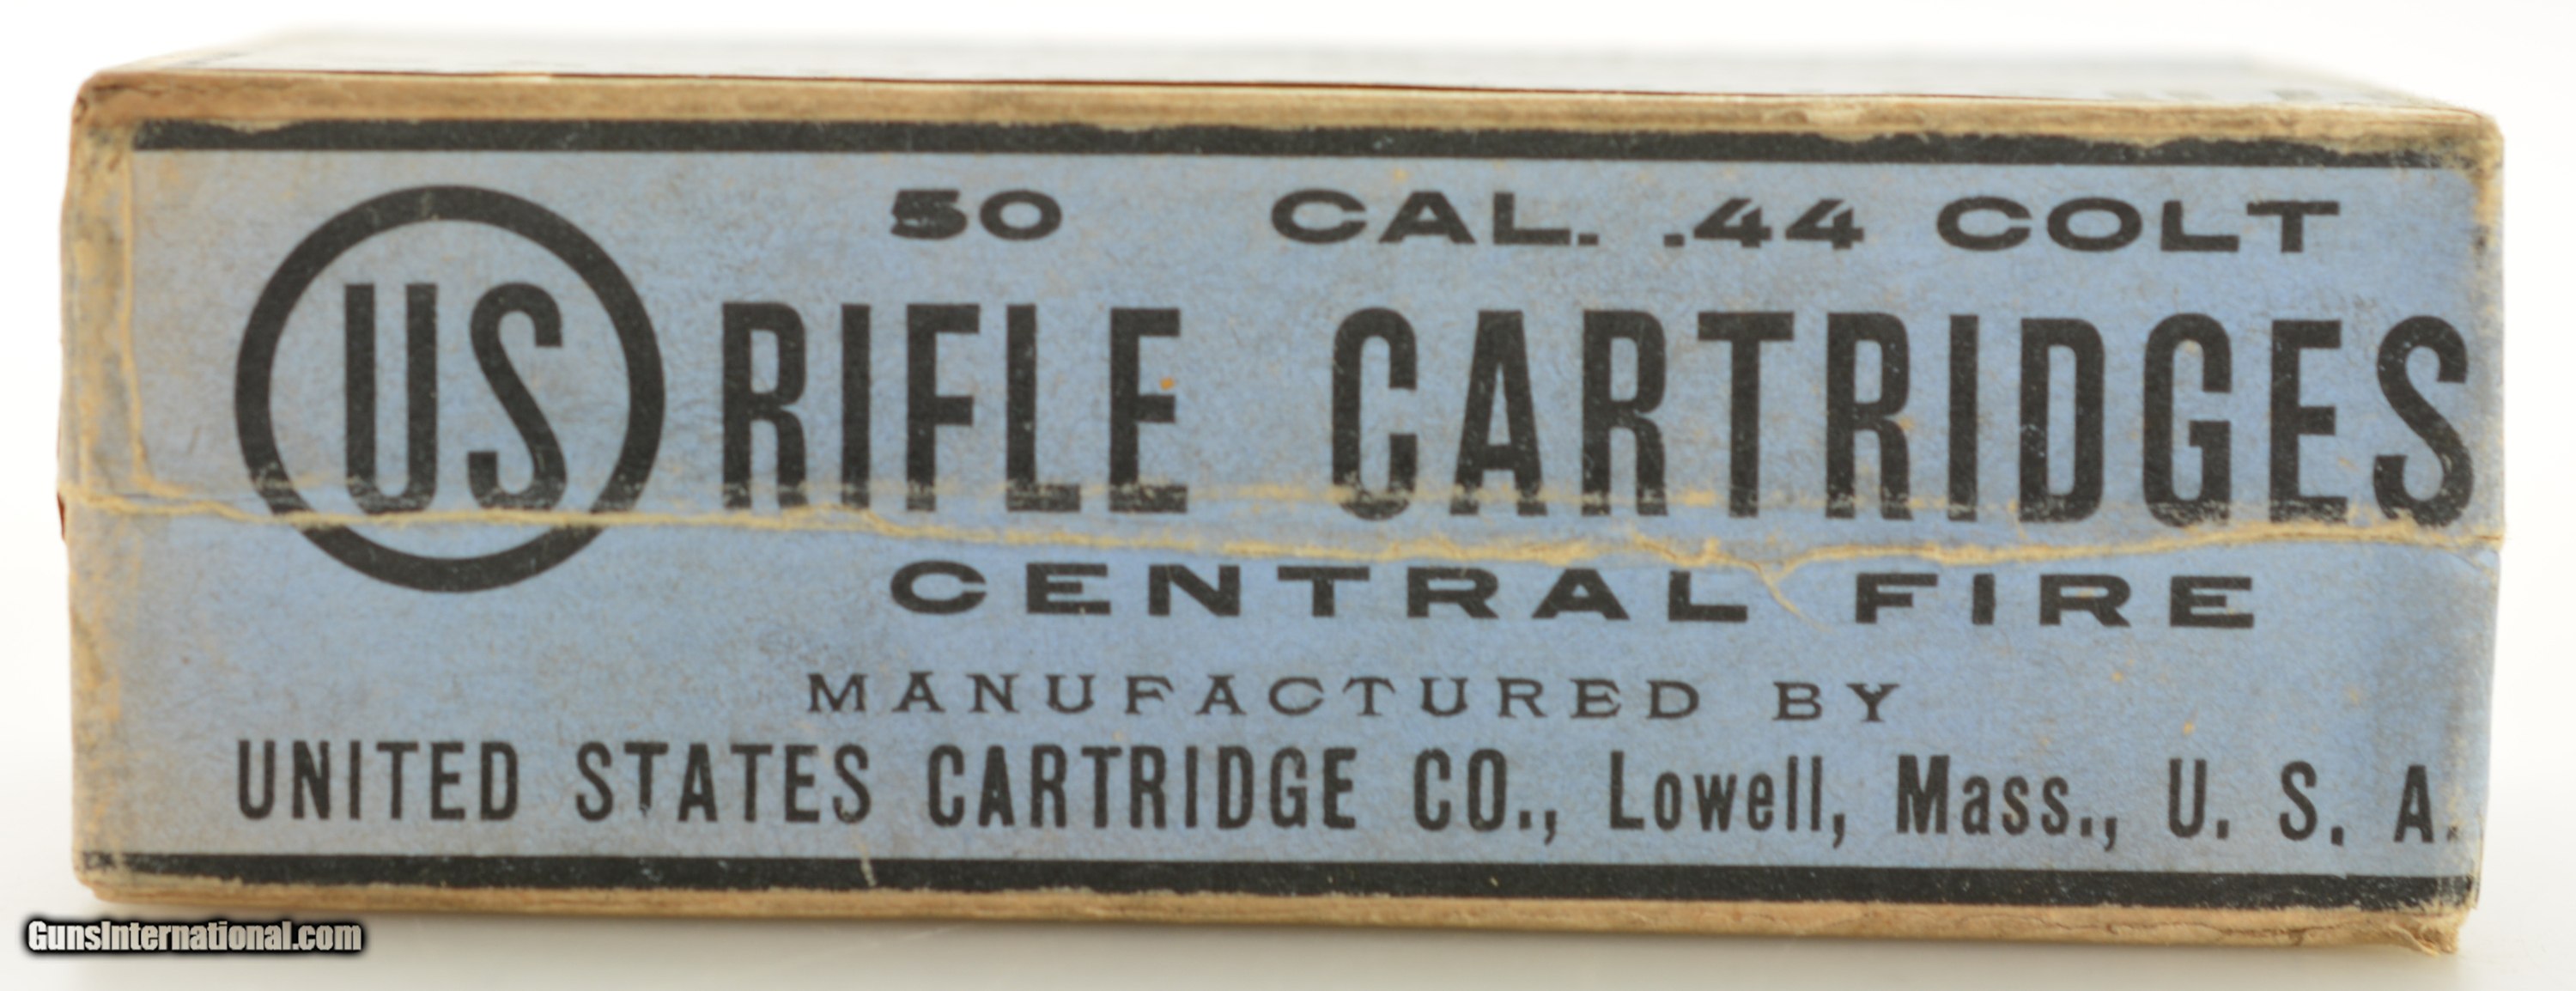 50 CAL. .44 COLT
US RIFLE CARTRIDGES
CENTRAL FIRE
MANUFACTURED BY
UNITED STATES CARTRIDGE CO., Lowell, Mass., U. S. A.
GunsInternational.com